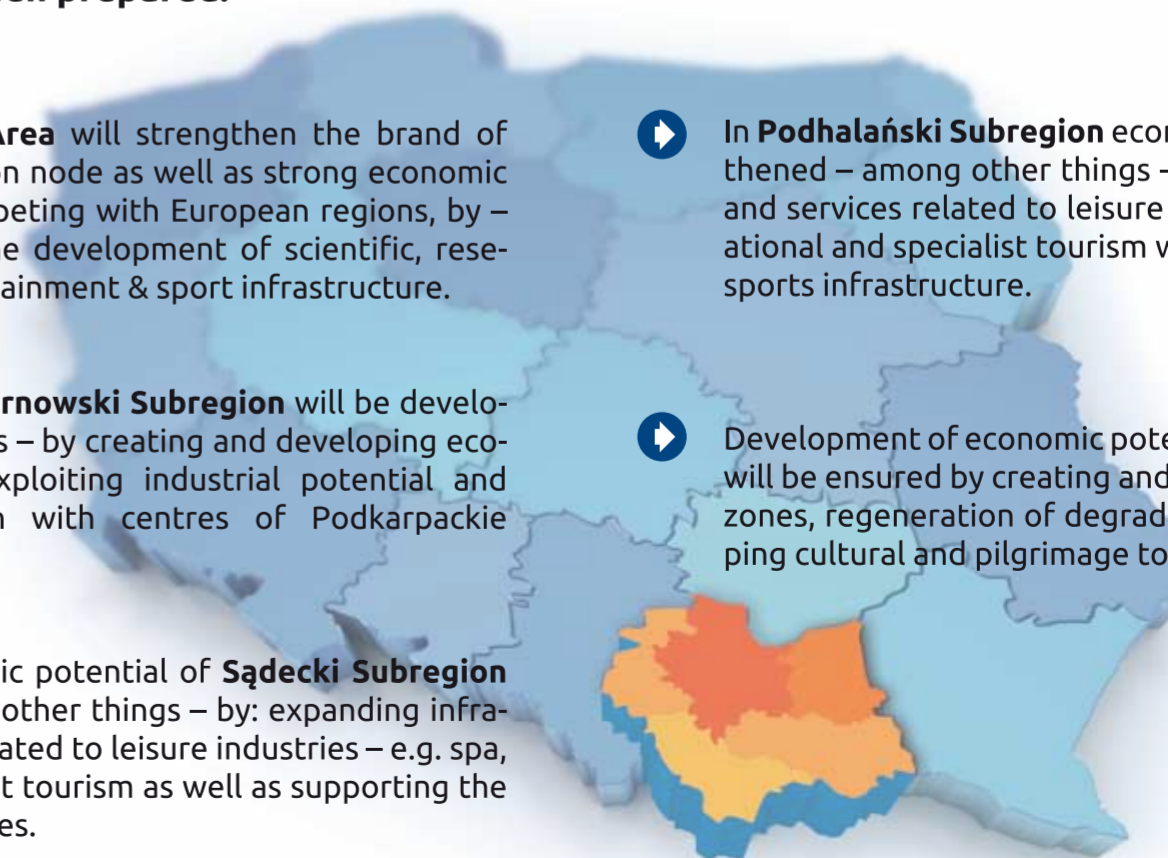 Area will strengthen the brand of
on node as well as strong economic
peting with European regions, by –
he development of scientific, rese-
tainment & sport infrastructure.
rnowski Subregion will be develo-
s – by creating and developing eco-
xploiting industrial potential and
n with centres of Podkarpackie
ic potential of Sądecki Subregion
other things – by: expanding infra-
ated to leisure industries – e.g. spa,
t tourism as well as supporting the
es.
In Podhalański Subregion econ
thened – among other things –
and services related to leisure
ational and specialist tourism w
sports infrastructure.
Development of economic pote
will be ensured by creating and
zones, regeneration of degrad
ping cultural and pilgrimage to